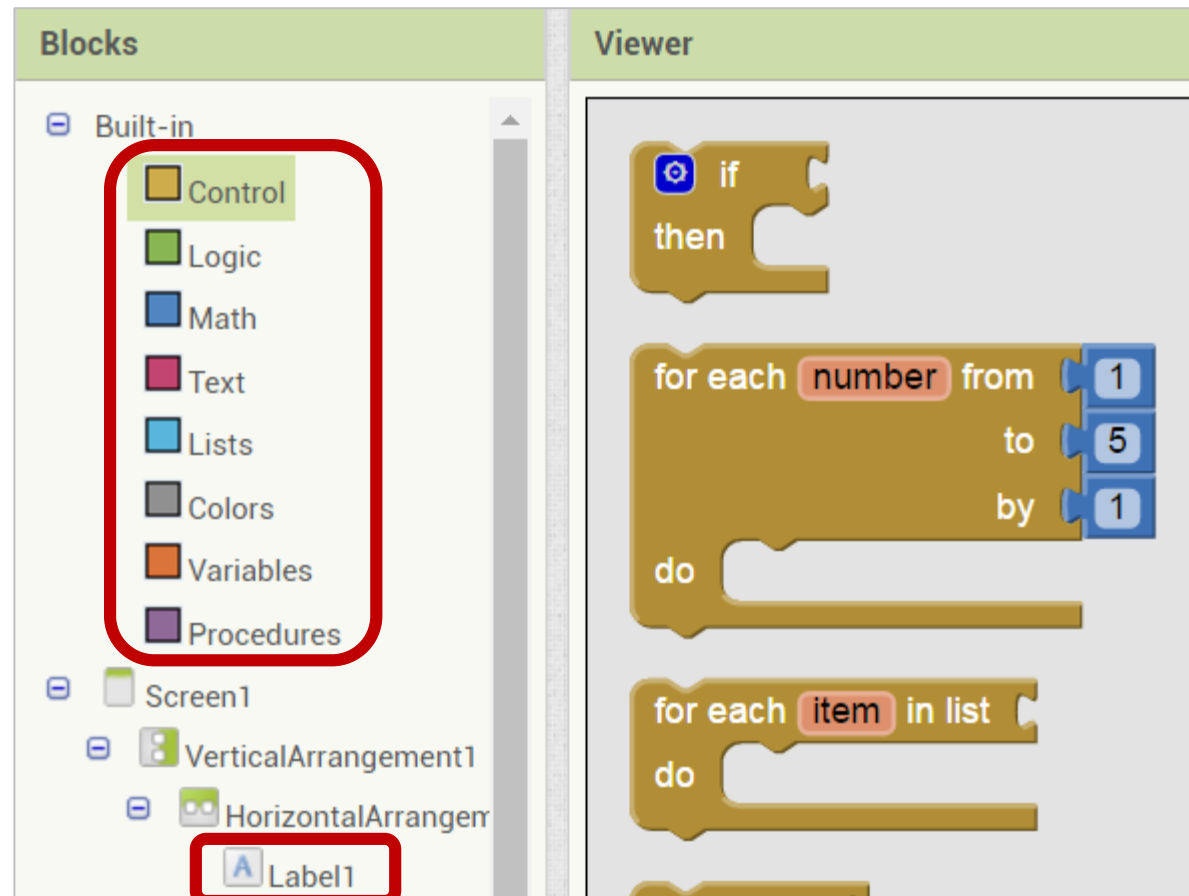 Blocks
Built-in
Control
Logic
Math
Text
Lists
Colors
Variables
Procedures
Screen1
VerticalArrangement1
HorizontalArrangem
A Label1
Viewer
if
then
for each number from 1
to 5
by 1
do
for each item in list
do